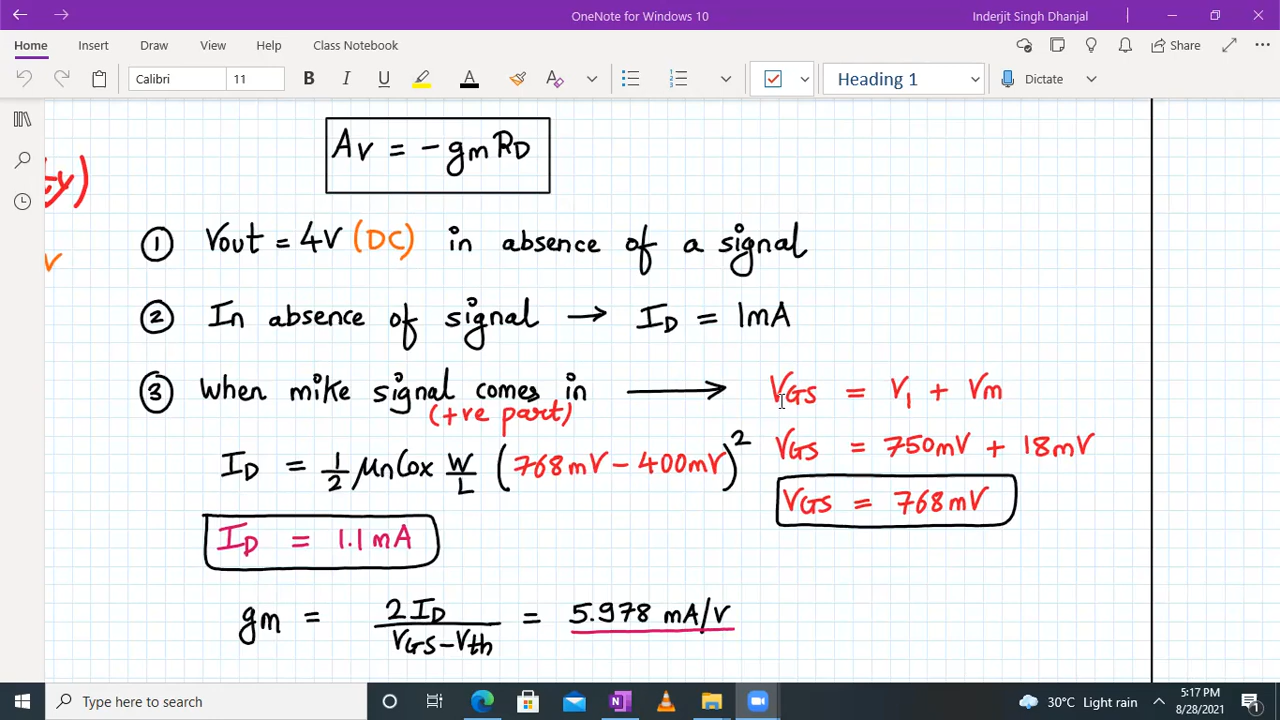 OneNote for Windows 10
Inderjit Singh Dhanjal
Home Insert Draw View Help Class Notebook
Share
Calibri 11 B I U A A Heading 1 Dictate
Av = -gmRD
① Vout = 4V (DC) in absence of a signal
② In absence of signal → ID = 1mA
③ When mike signal comes in → VGS = V1 + Vm
(+ve part)
VGS = 750mV + 18mV
ID = 1/2 μnCox W/L (768mV - 400mV)²
VGS = 768mV
ID = 1.1mA
gm = 2ID/VGS-Vth = 5.978 mA/V
Type here to search
30°C Light rain
5:17 PM
8/28/2021